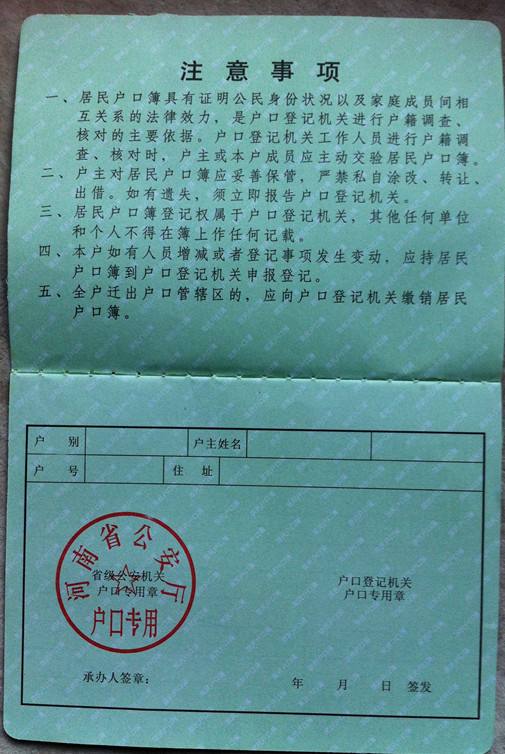 注意事项
一、居民户口簿具有证明公民身份状况以及家庭成员间相
互关系的法律效力，是户口登记机关进行户籍调查、
核对的主要依据。户口登记机关工作人员进行户籍调
查、核对时，户主或本户成员应主动交验居民户口簿。
二、户主对居民户口簿应妥善保管，严禁私自涂改、转让、
出借。如有遗失，须立即报告户口登记机关。
三、居民户口簿登记权属于户口登记机关，其他任何单位
和个人不得在簿上作任何记载。
四、本户如有人员增减或者登记事项发生变动，应持居民
户口簿到户口登记机关申报登记。
五、全户迁出户口管辖区的，应向户口登记机关缴销居民
户口簿。
户别 户主姓名
户号 住址
河南省公安厅
省级公安机关
户口专用章
户口专用
户口登记机关
户口专用章
承办人签章：
年 月 日 签发